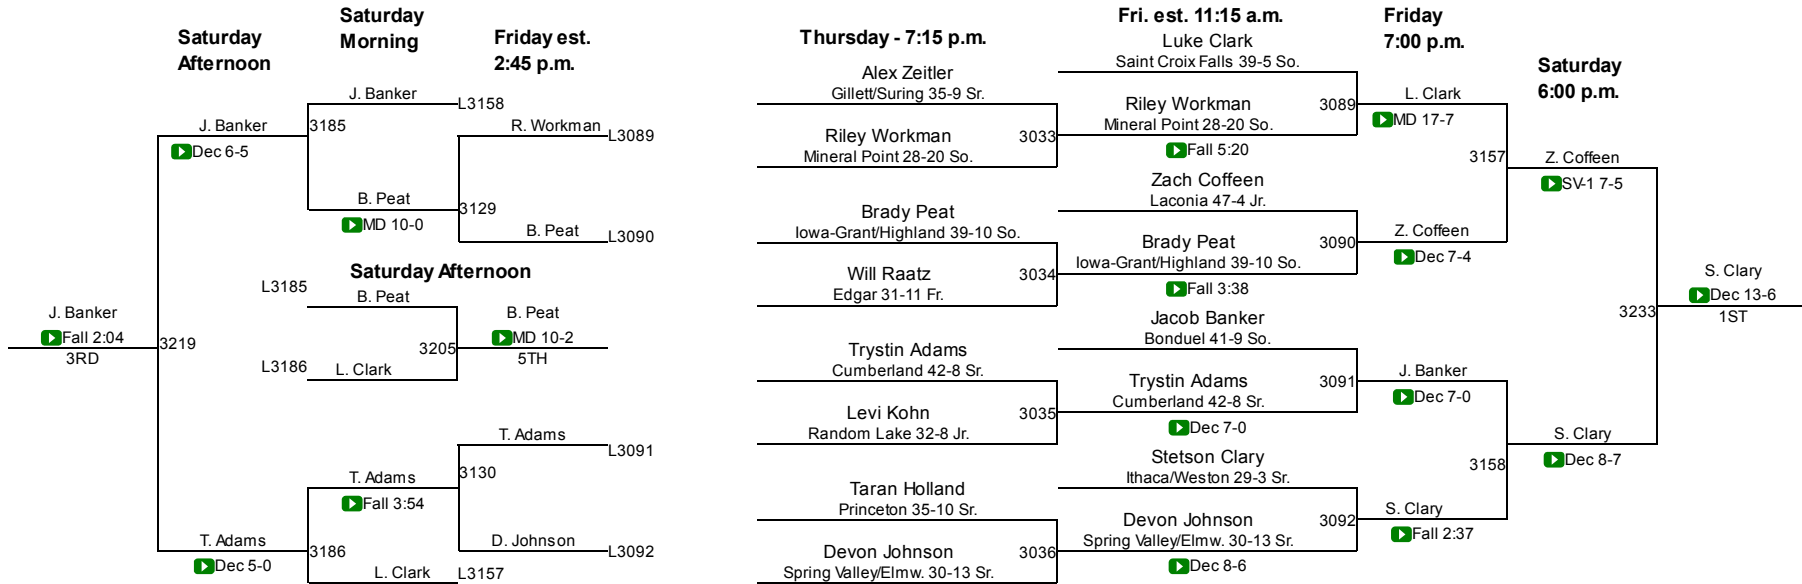 Saturday
Afternoon
Saturday
Morning
Friday est.
2:45 p.m.
J. Banker
L3158
J. Banker
3185
Dec 6-5
R. Workman
L3089
B. Peat
3129
MD 10-0
B. Peat
L3090
Saturday Afternoon
L3185
B. Peat
J. Banker
Fall 2:04
3RD
3219
B. Peat
MD 10-2
5TH
3205
L3186
L. Clark
T. Adams
L3091
T. Adams
3130
Fall 3:54
D. Johnson
L3092
T. Adams
3186
Dec 5-0
L. Clark
L3157
Thursday - 7:15 p.m.
Fri. est. 11:15 a.m.
Friday
7:00 p.m.
Saturday
6:00 p.m.
Alex Zeitler
Gillett/Suring 35-9 Sr.
Riley Workman
Mineral Point 28-20 So.
3033
Brady Peat
Iowa-Grant/Highland 39-10 So.
Will Raatz
Edgar 31-11 Fr.
3034
Trystin Adams
Cumberland 42-8 Sr.
Levi Kohn
Random Lake 32-8 Jr.
3035
Taran Holland
Princeton 35-10 Sr.
Devon Johnson
Spring Valley/Elmw. 30-13 Sr.
3036
Luke Clark
Saint Croix Falls 39-5 So.
Riley Workman
Mineral Point 28-20 So.
3089
Fall 5:20
Zach Coffeen
Laconia 47-4 Jr.
Brady Peat
Iowa-Grant/Highland 39-10 So.
3090
Fall 3:38
Jacob Banker
Bonduel 41-9 So.
Trystin Adams
Cumberland 42-8 Sr.
3091
Dec 7-0
Stetson Clary
Ithaca/Weston 29-3 Sr.
Devon Johnson
Spring Valley/Elmw. 30-13 Sr.
3092
Dec 8-6
L. Clark
MD 17-7
3157
Z. Coffeen
Dec 7-4
J. Banker
Dec 7-0
3158
S. Clary
Fall 2:37
Z. Coffeen
SV-1 7-5
3233
S. Clary
Dec 8-7
S. Clary
Dec 13-6
1ST